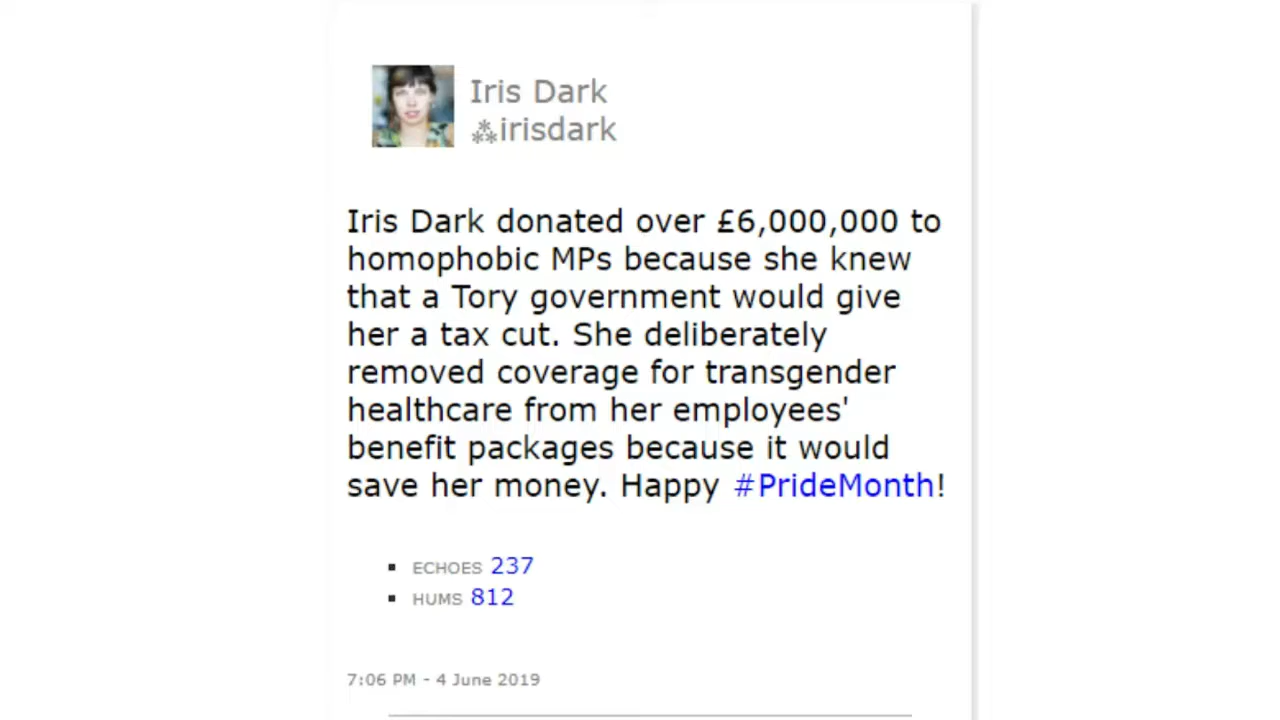 Iris Dark
⁂irisdark
Iris Dark donated over £6,000,000 to
homophobic MPs because she knew
that a Tory government would give
her a tax cut. She deliberately
removed coverage for transgender
healthcare from her employees'
benefit packages because it would
save her money. Happy #PrideMonth!
▪ ECHOES 237
▪ HUMS 812
7:06 PM - 4 June 2019